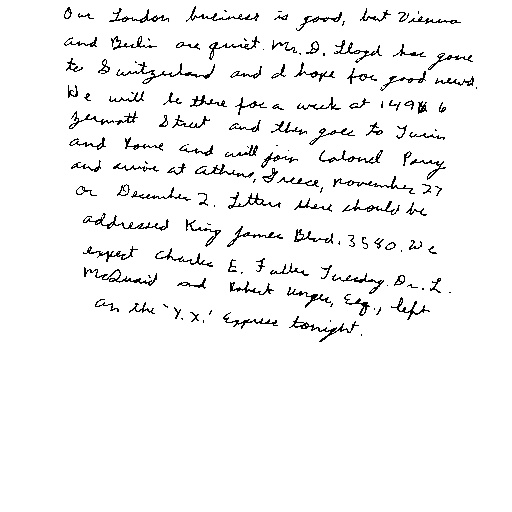 Our London business is good, but Vienna
and Berlin are quiet. Mr. D. Lloyd has gone
to Switzerland and I hope for good news.
He will be there for a week at 1496
Zermott Street and then goes to Turin
and Rome and will join Colonel Parry
and arrive at Athens, Greece, November 27
or December 2. Letters there should be
addressed King James Blvd. 3580. We
expect Charles E. Fuller Tuesday. Dr. L.
McQuaid and Robert Unger, Esq., left
on the 'Y.X.' Express tonight.